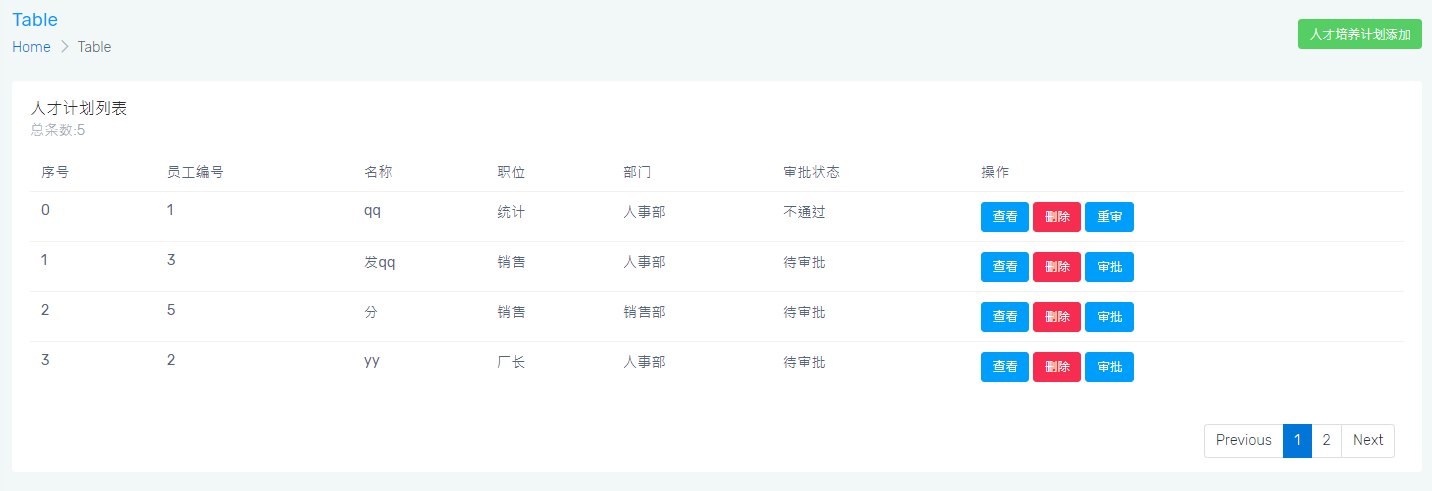 Table
Home > Table
人才培养计划添加
人才计划列表
总条数:5
序号 员工编号 名称 职位 部门 审批状态 操作
0 1 qq 统计 人事部 不通过 查看 删除 重审
1 3 发qq 销售 人事部 待审批 查看 删除 审批
2 5 分 销售 销售部 待审批 查看 删除 审批
3 2 yy 厂长 人事部 待审批 查看 删除 审批
Previous 1 2 Next